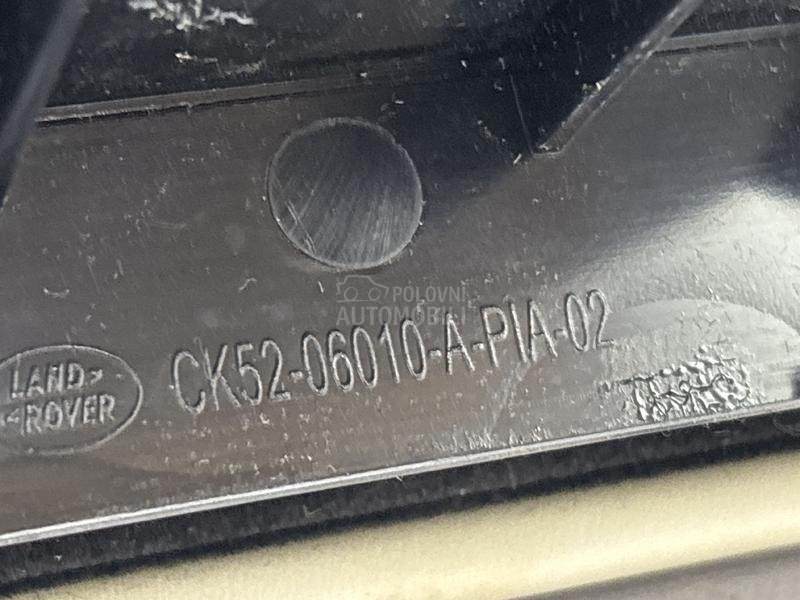 POLOVNI
AUTOMOBILI
CK52-06010-A-PIA-02
LAND
ROVER